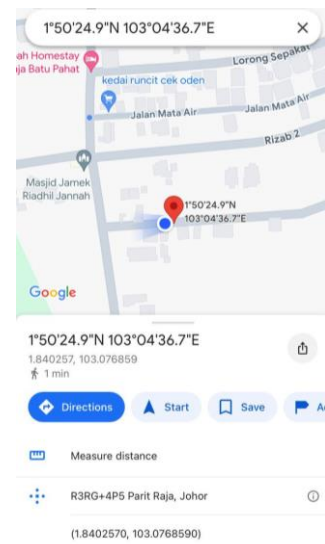 1°50'24.9"N 103°04'36.7"E
ah Homestay
ja Batu Pahat
kedai runcit cek oden
Lorong Sepakat
Jalan Mata Air
Jalan Mata Air
Rizab 2
Masjid Jamek
Riadhil Jannah
1°50'24.9"N
103°04'36.7"E
Google
1°50'24.9"N 103°04'36.7"E
1.840257, 103.076859
1 min
Directions
Start
Save
Measure distance
R3RG+4P5 Parit Raja, Johor
(1.8402570, 103.0768590)